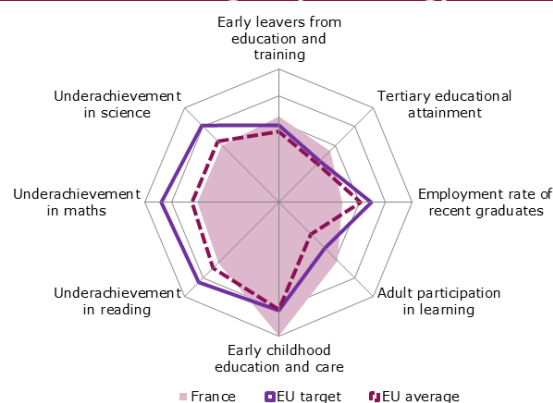 Early leavers from
education and
training
Underachievement
in science
Tertiary educational
attainment
Underachievement
in maths
Employment rate of
recent graduates
Underachievement
in reading
Adult participation
in learning
Early childhood
education and care
France
EU target
EU average